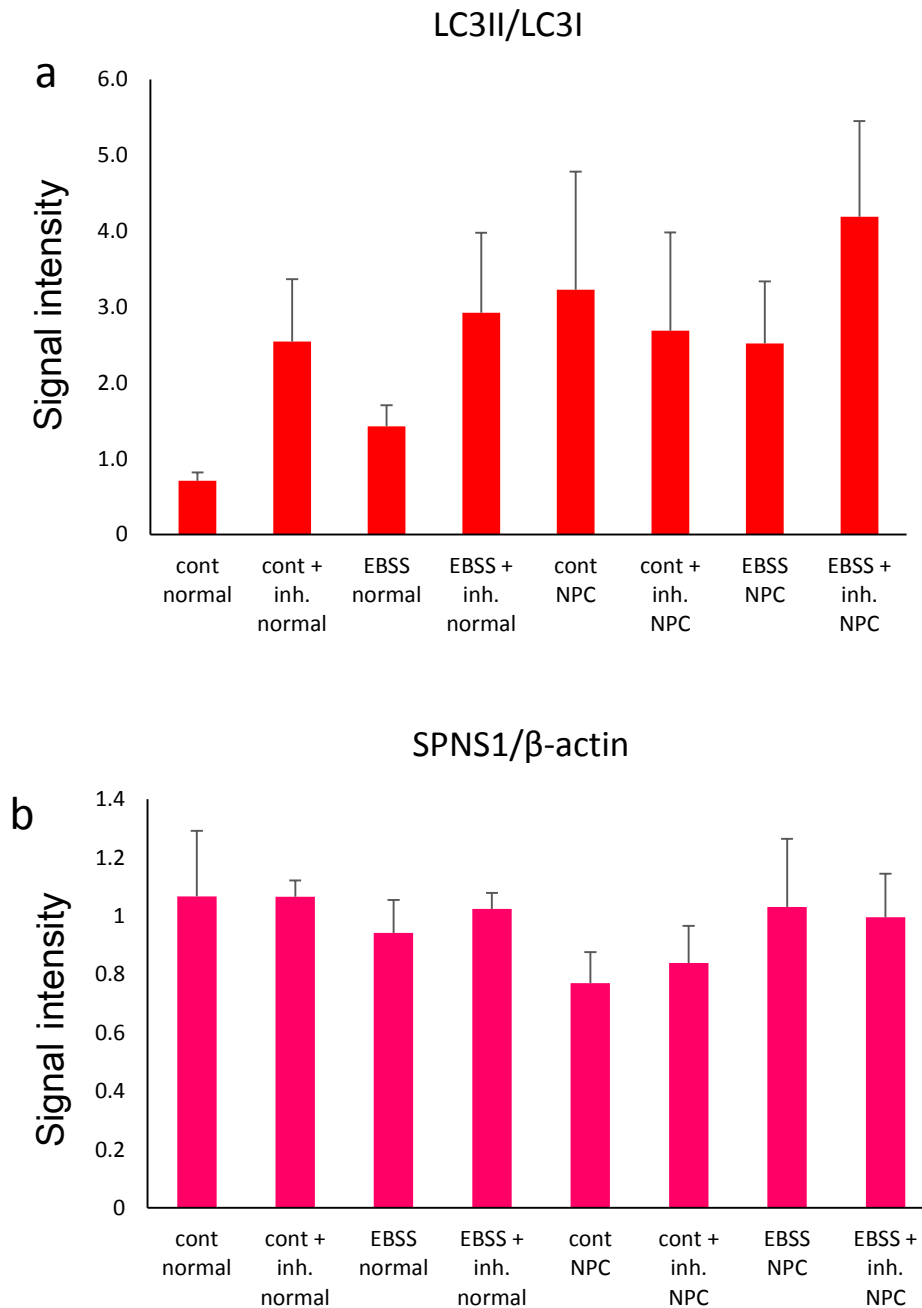 LC3II/LC3I
a
Signal intensity
6.0
5.0
4.0
3.0
2.0
1.0
0
cont normal
cont + inh. normal
EBSS normal
EBSS + inh. normal
cont NPC
cont + inh. NPC
EBSS NPC
EBSS + inh. NPC
SPNS1/β-actin
b
Signal intensity
1.4
1.2
1
0.8
0.6
0.4
0.2
0
cont normal
cont + inh. normal
EBSS normal
EBSS + inh. normal
cont NPC
cont + inh. NPC
EBSS NPC
EBSS + inh. NPC